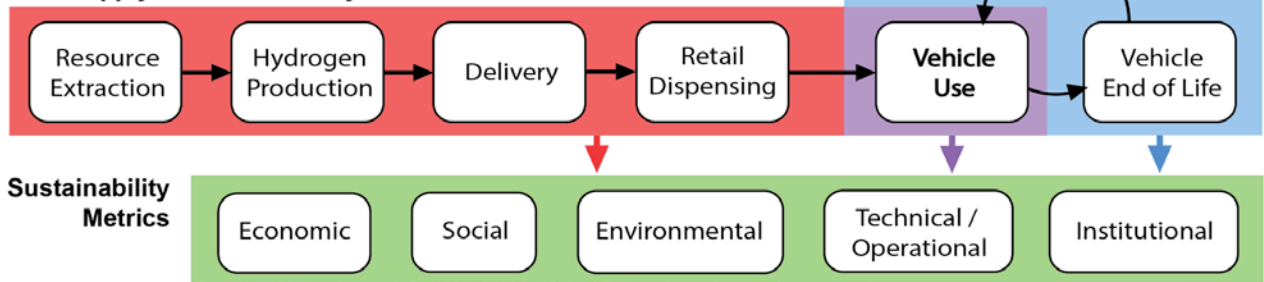 Resource
Extraction
Hydrogen
Production
Delivery
Retail
Dispensing
Vehicle
Use
Vehicle
End of Life
Sustainability
Metrics
Economic
Social
Environmental
Technical /
Operational
Institutional